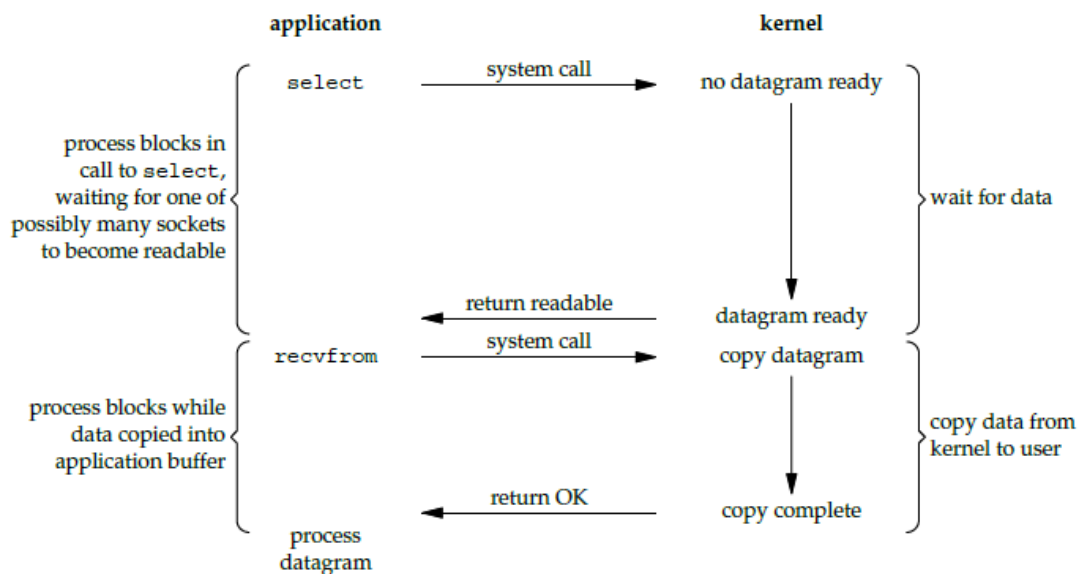 application
kernel
select
system call
no datagram ready
process blocks in
call to select,
waiting for one of
possibly many sockets
to become readable
wait for data
return readable
datagram ready
recvfrom
system call
copy datagram
process blocks while
data copied into
application buffer
copy data from
kernel to user
return OK
copy complete
process
datagram